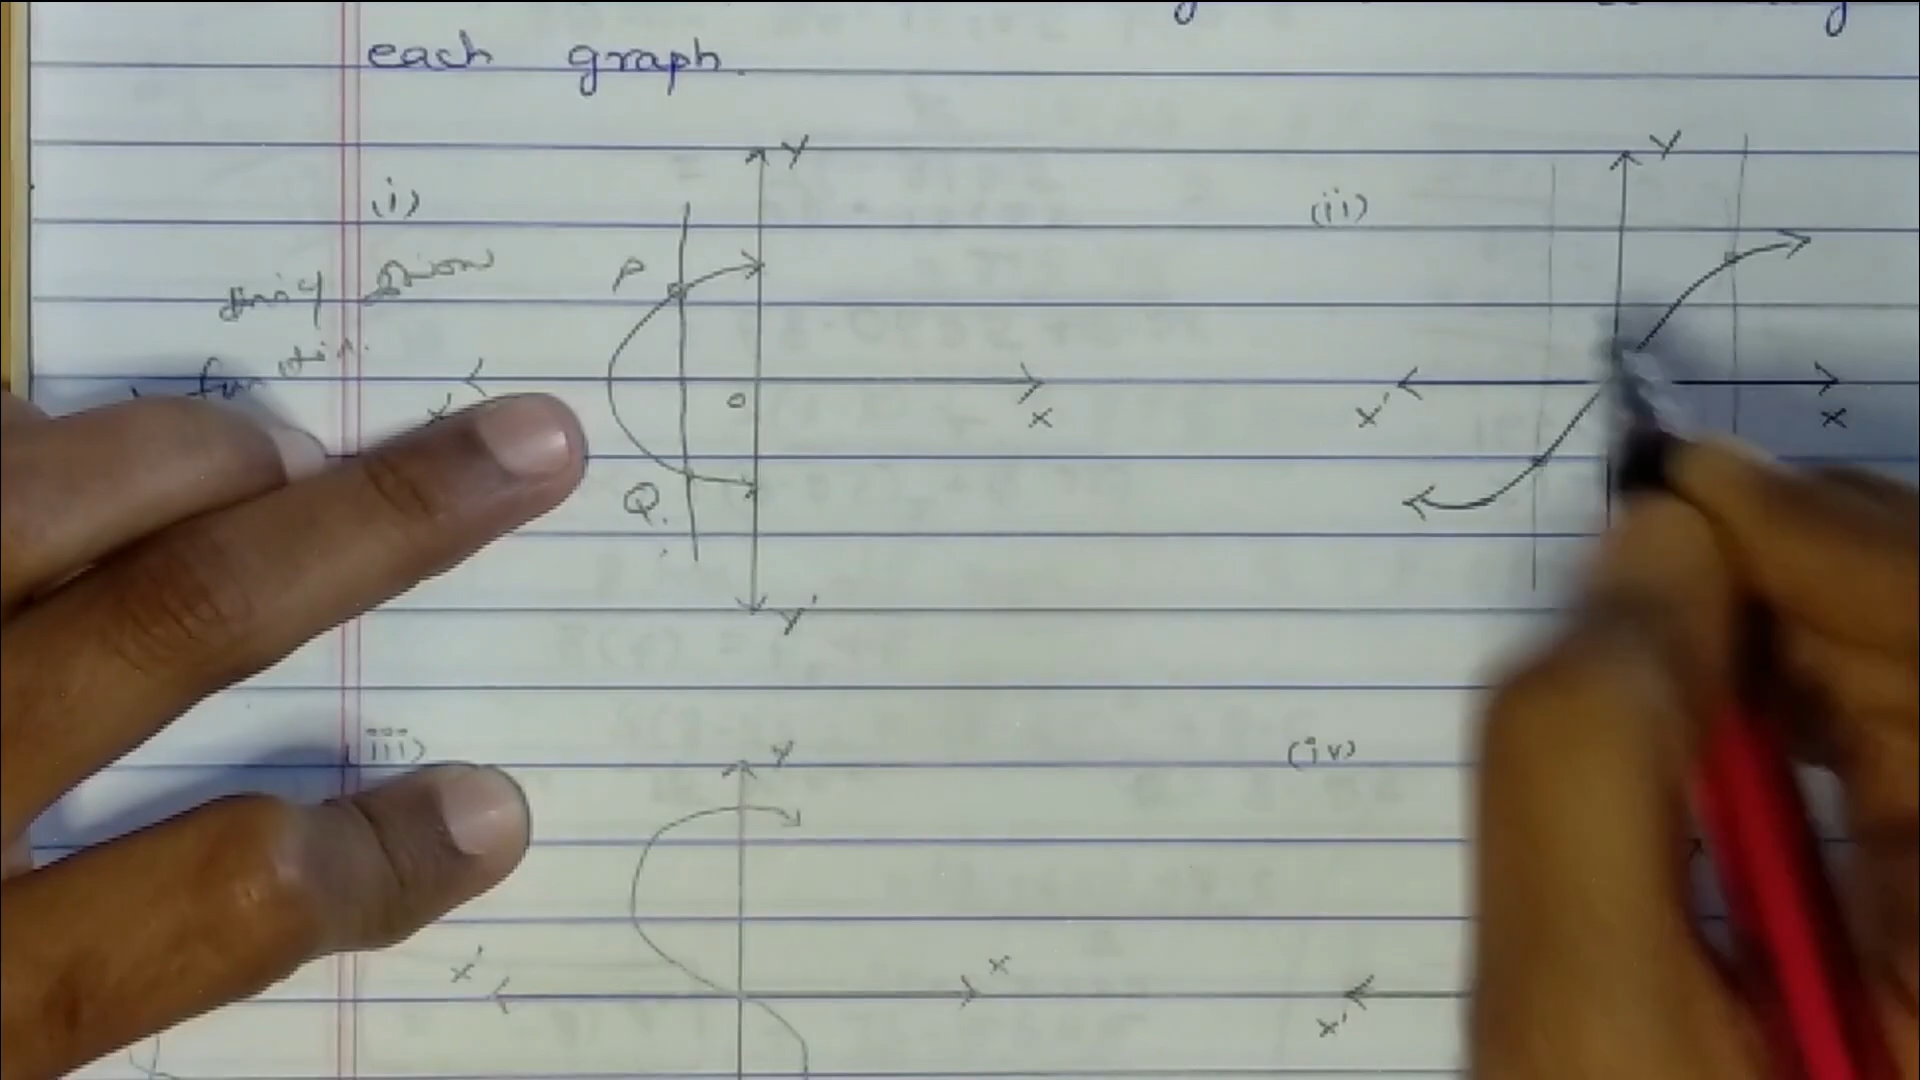 each graph.
(i)
Y
P
O
X
Q.
Y'
(ii)
Y
X'
X
(iii)
Y
X'
X
(iv)
X'